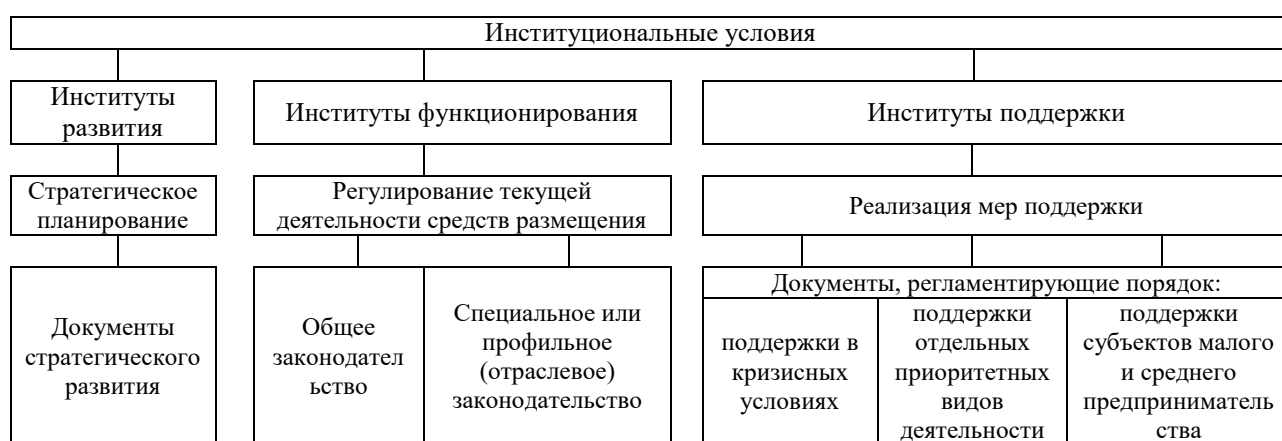 Институциональные условия
Институты
развития
Институты функционирования
Институты поддержки
Стратегическое
планирование
Регулирование текущей
деятельности средств размещения
Реализация мер поддержки
Документы
стратегического
развития
Общее
законодател
ьство
Специальное или
профильное
(отраслевое)
законодательство
Документы, регламентирующие порядок:
поддержки в
кризисных
условиях
поддержки
отдельных
приоритетных
видов
деятельности
поддержки
субъектов малого
и среднего
предприниматель
ства